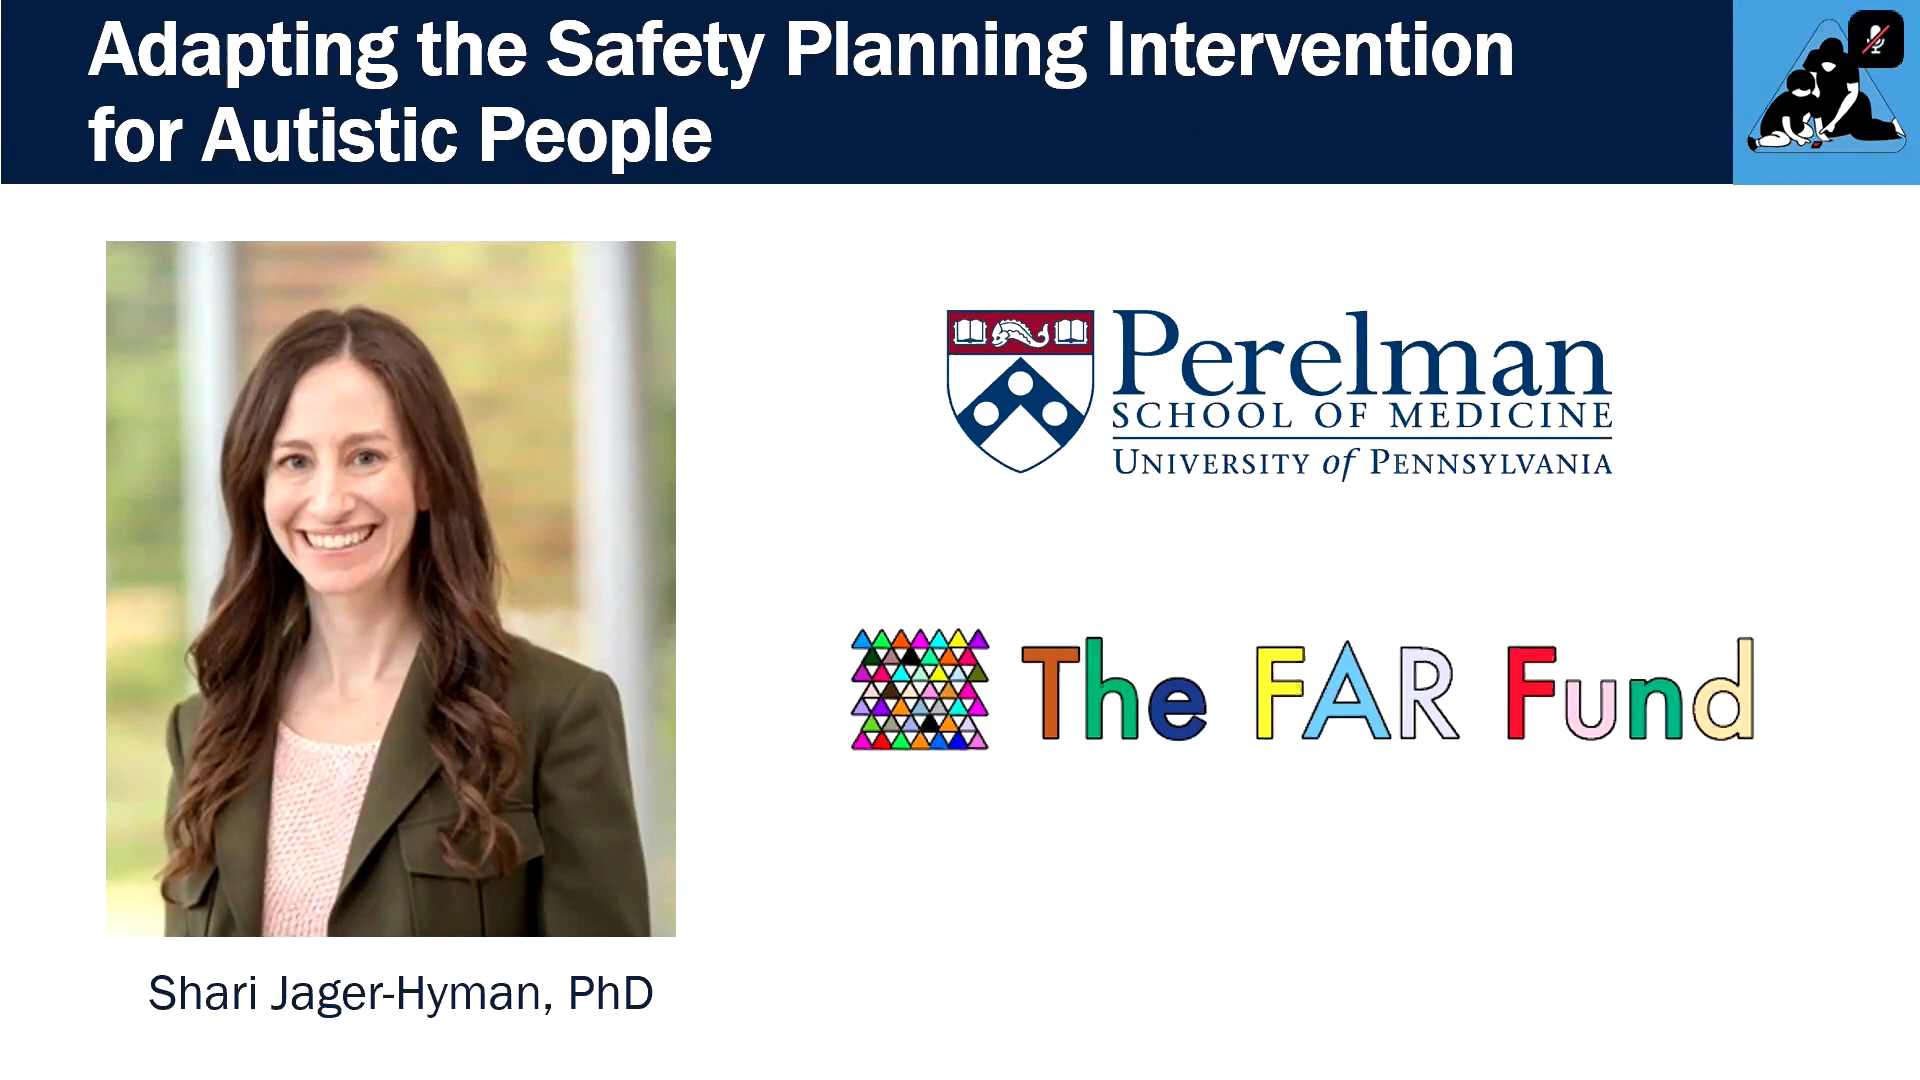 Adapting the Safety Planning Intervention
for Autistic People
Perelman
SCHOOL OF MEDICINE
UNIVERSITY of PENNSYLVANIA
The FAR Fund
Shari Jager-Hyman, PhD